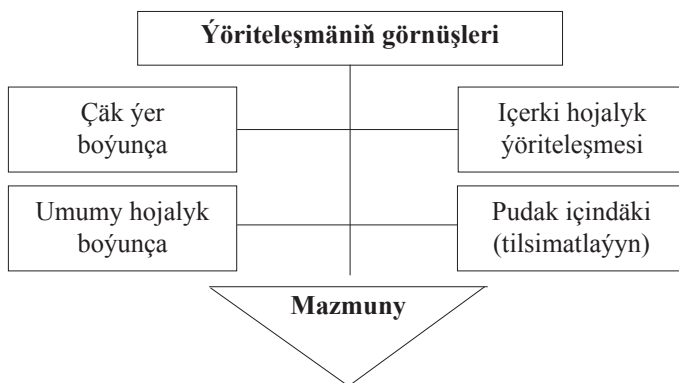 Ýöriteleşmäniň görnüşleri
Çäk ýer
boýunça
Içerki hojalyk
ýöriteleşmesi
Umumy hojalyk
boýunça
Pudak içindäki
(tilsimatlaýyn)
Mazmuny